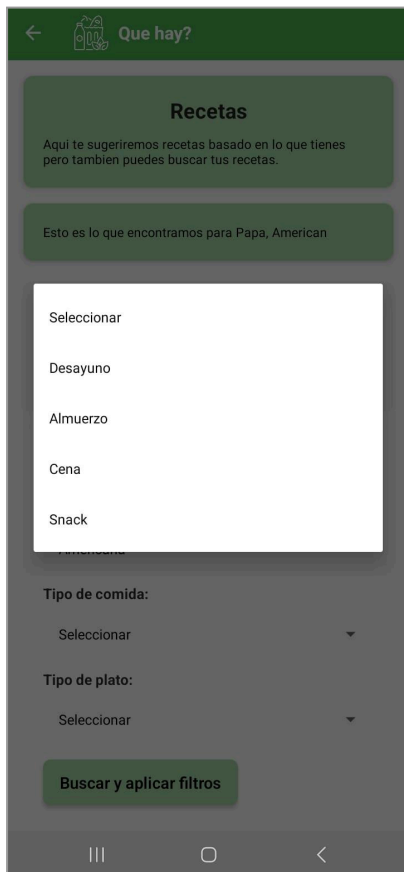 Que hay?
Recetas
Aqui te sugeriremos recetas basado en lo que tienes
pero tambien puedes buscar tus recetas.
Esto es lo que encontramos para Papa, American
Seleccionar
Desayuno
Almuerzo
Cena
Snack
Americana
Tipo de comida:
Seleccionar
Tipo de plato:
Seleccionar
Buscar y aplicar filtros